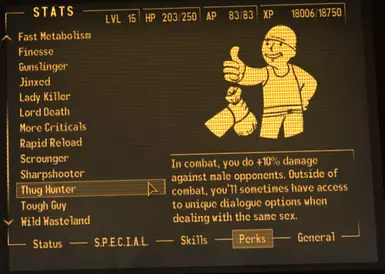 STATS
LVL 15 HP 203/250 AP 83/83 XP 18006/18750
Fast Metabolism
Finesse
Gunslinger
Jinxed
Lady Killer
Lord Death
More Criticals
Rapid Reload
Scrounger
Sharpshooter
Thug Hunter
Tough Guy
Wild Wasteland
In combat, you do +10% damage
against male opponents. Outside of
combat, you'll sometimes have access
to unique dialogue options when
dealing with the same sex.
Status S.P.E.C.I.A.L. Skills Perks General